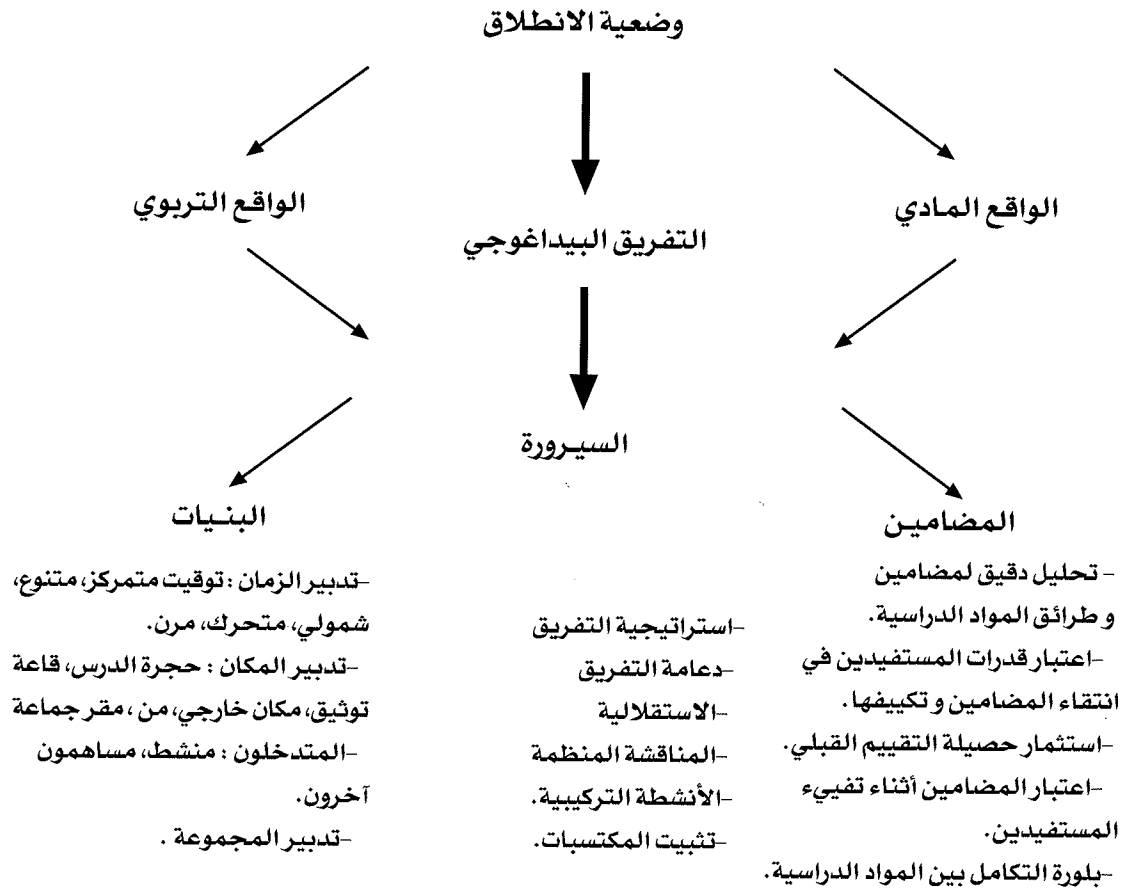 وضعية الانطلاق
الواقع المادي
التفريق البيداغوجي
الواقع التربوي
السيرورة
المضامين
- تحليل دقيق لمضامين
و طرائق المواد الدراسية.
-اعتبار قدرات المستفيدين في
انتقاء المضامين و تكييفها.
-استثمار حصيلة التقييم القبلي.
-اعتبار المضامين أثناء تفييء
المستفيدين.
-بلورة التكامل بين المواد الدراسية.
-استراتيجية التفريق
-دعامة التفريق
-الاستقلالية
-المناقشة المنظمة
-الأنشطة التركيبية.
-تثبيت المكتسبات.
البنيات
-تدبير الزمان : توقيت متمركز، متنوع،
شمولي، متحرك، مرن.
-تدبير المكان : حجرة الدرس، قاعة
توثيق، مكان خارجي، من ، مقر جماعة
-المتدخلون : منشط، مساهمون
آخرون.
-تدبير المجموعة .